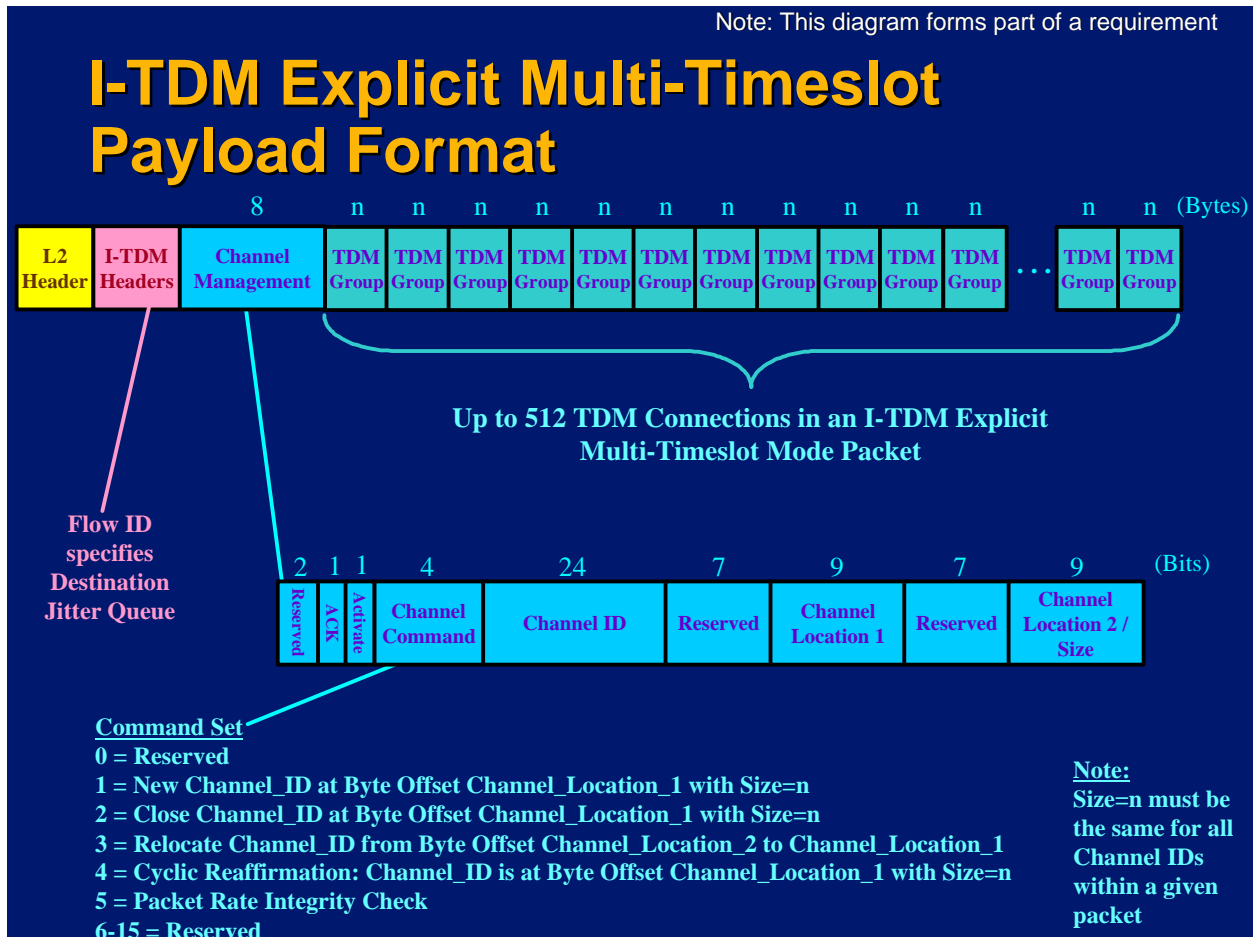 Note: This diagram forms part of a requirement
I-TDM Explicit Multi-Timeslot
Payload Format
8 n n n n n n n n n n n n n (Bytes)
L2
Header
I-TDM
Headers
Channel
Management
TDM
Group
TDM
Group
TDM
Group
TDM
Group
TDM
Group
TDM
Group
TDM
Group
TDM
Group
TDM
Group
TDM
Group
TDM
Group
...
TDM
Group
TDM
Group
Up to 512 TDM Connections in an I-TDM Explicit
Multi-Timeslot Mode Packet
Flow ID
specifies
Destination
Jitter Queue
2 1 1 4 24 7 9 7 9 (Bits)
Reserved
ACK
Activate
Channel
Command
Channel ID
Reserved
Channel
Location 1
Reserved
Channel
Location 2 /
Size
Command Set
0 = Reserved
1 = New Channel_ID at Byte Offset Channel_Location_1 with Size=n
2 = Close Channel_ID at Byte Offset Channel_Location_1 with Size=n
3 = Relocate Channel_ID from Byte Offset Channel_Location_2 to Channel_Location_1
4 = Cyclic Reaffirmation: Channel_ID is at Byte Offset Channel_Location_1 with Size=n
5 = Packet Rate Integrity Check
6-15 = Reserved
Note:
Size=n must be
the same for all
Channel IDs
within a given
packet